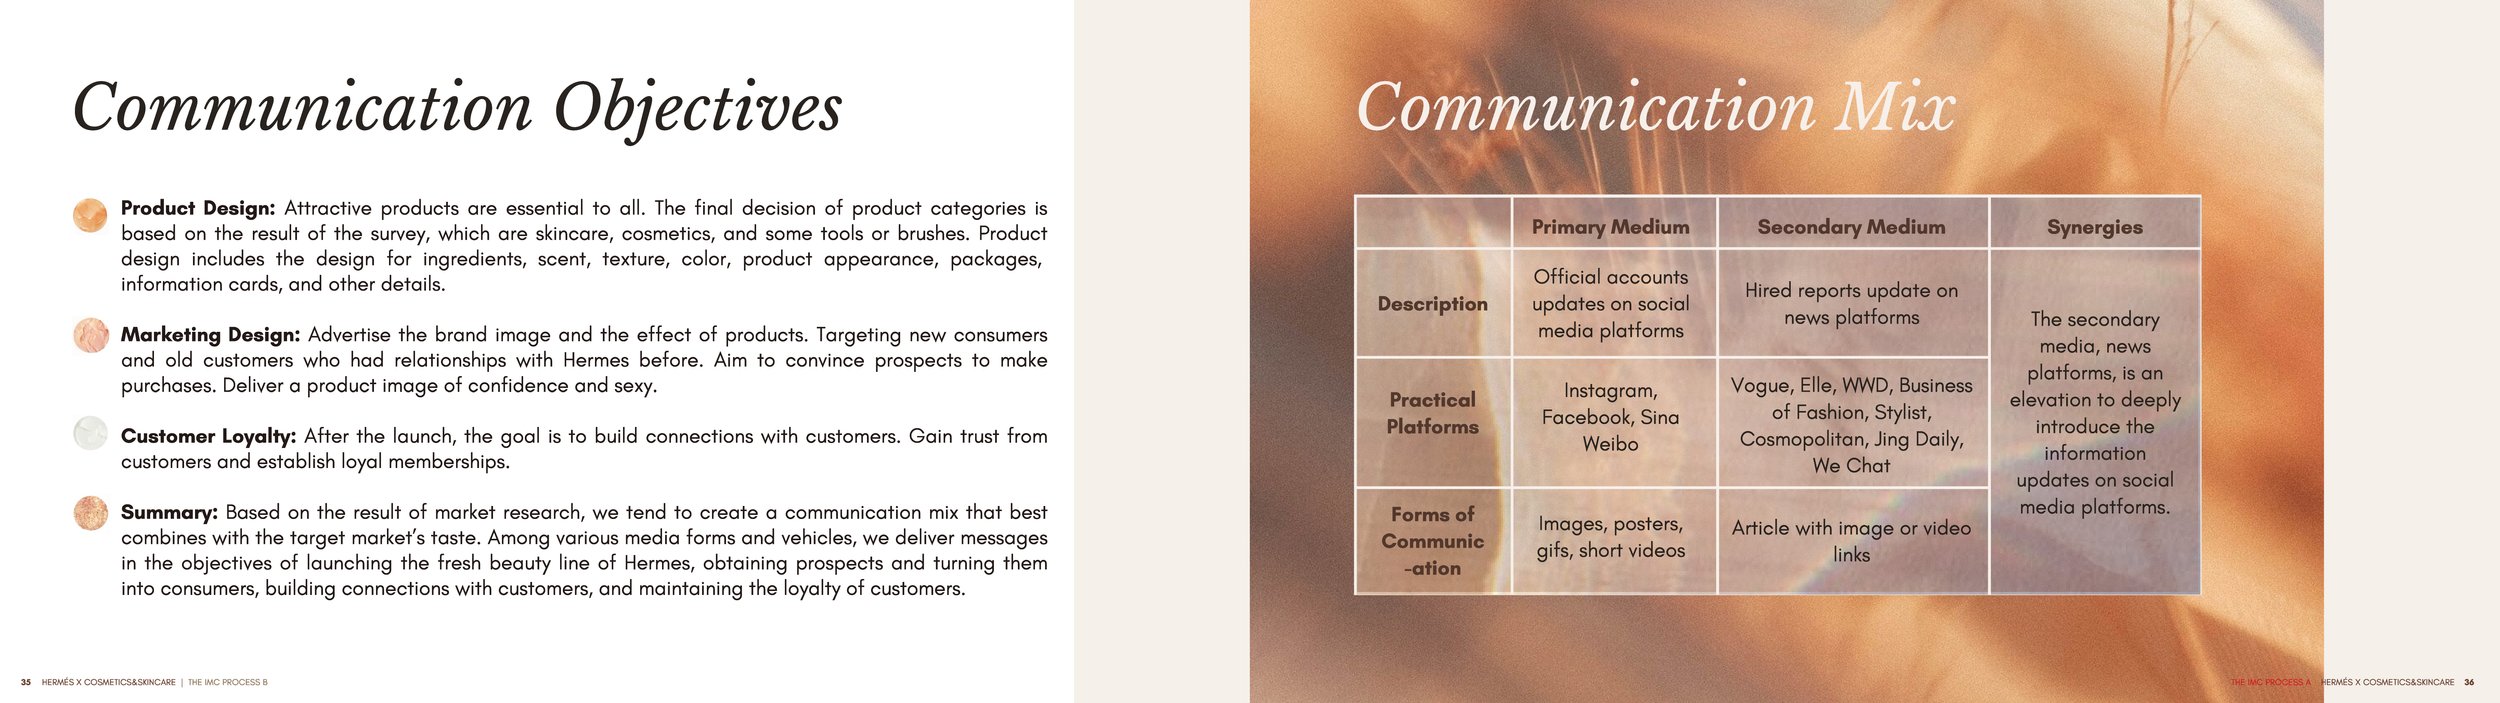 Communication Objectives
Product Design: Attractive products are essential to all. The final decision of product categories is
based on the result of the survey, which are skincare, cosmetics, and some tools or brushes. Product
design includes the design for ingredients, scent, texture, color, product appearance, packages,
information cards, and other details.
Marketing Design: Advertise the brand image and the effect of products. Targeting new consumers
and old customers who had relationships with Hermes before. Aim to convince prospects to make
purchases. Deliver a product image of confidence and sexy.
Customer Loyalty: After the launch, the goal is to build connections with customers. Gain trust from
customers and establish loyal memberships.
Summary: Based on the result of market research, we tend to create a communication mix that best
combines with the target market’s taste. Among various media forms and vehicles, we deliver messages
in the objectives of launching the fresh beauty line of Hermes, obtaining prospects and turning them
into consumers, building connections with customers, and maintaining the loyalty of customers.
35 HERMÉS X COSMETICS&SKINCARE | THE IMC PROCESS B
Communication Mix
Primary Medium
Secondary Medium
Synergies
Description
Official accounts
updates on social
media platforms
Hired reports update on
news platforms
The secondary
media, news
platforms, is an
elevation to deeply
introduce the
information
updates on social
media platforms.
Practical
Platforms
Instagram,
Facebook, Sina
Weibo
Vogue, Elle, WWD, Business
of Fashion, Stylist,
Cosmopolitan, Jing Daily,
We Chat
Forms of
Communic
-ation
Images, posters,
gifs, short videos
Article with image or video
links
THE IMC PROCESS A HERMÉS X COSMETICS&SKINCARE 36